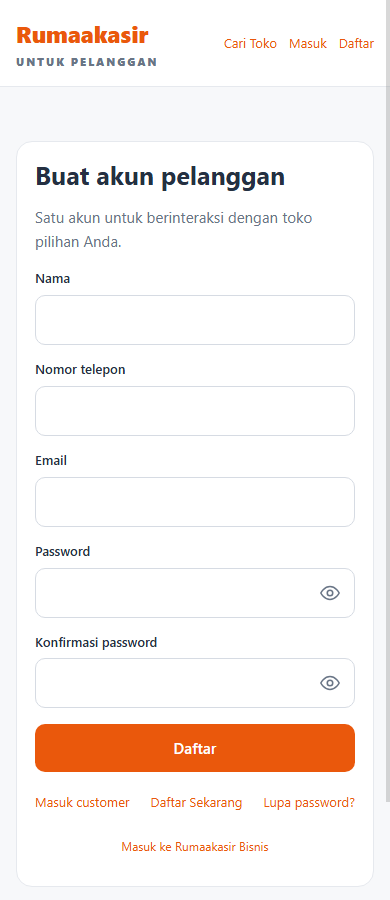 Rumaakasir
UNTUK PELANGGAN
Cari Toko Masuk Daftar
Buat akun pelanggan
Satu akun untuk berinteraksi dengan toko
pilihan Anda.
Nama
Nomor telepon
Email
Password
Konfirmasi password
Daftar
Masuk customer Daftar Sekarang Lupa password?
Masuk ke Rumaakasir Bisnis